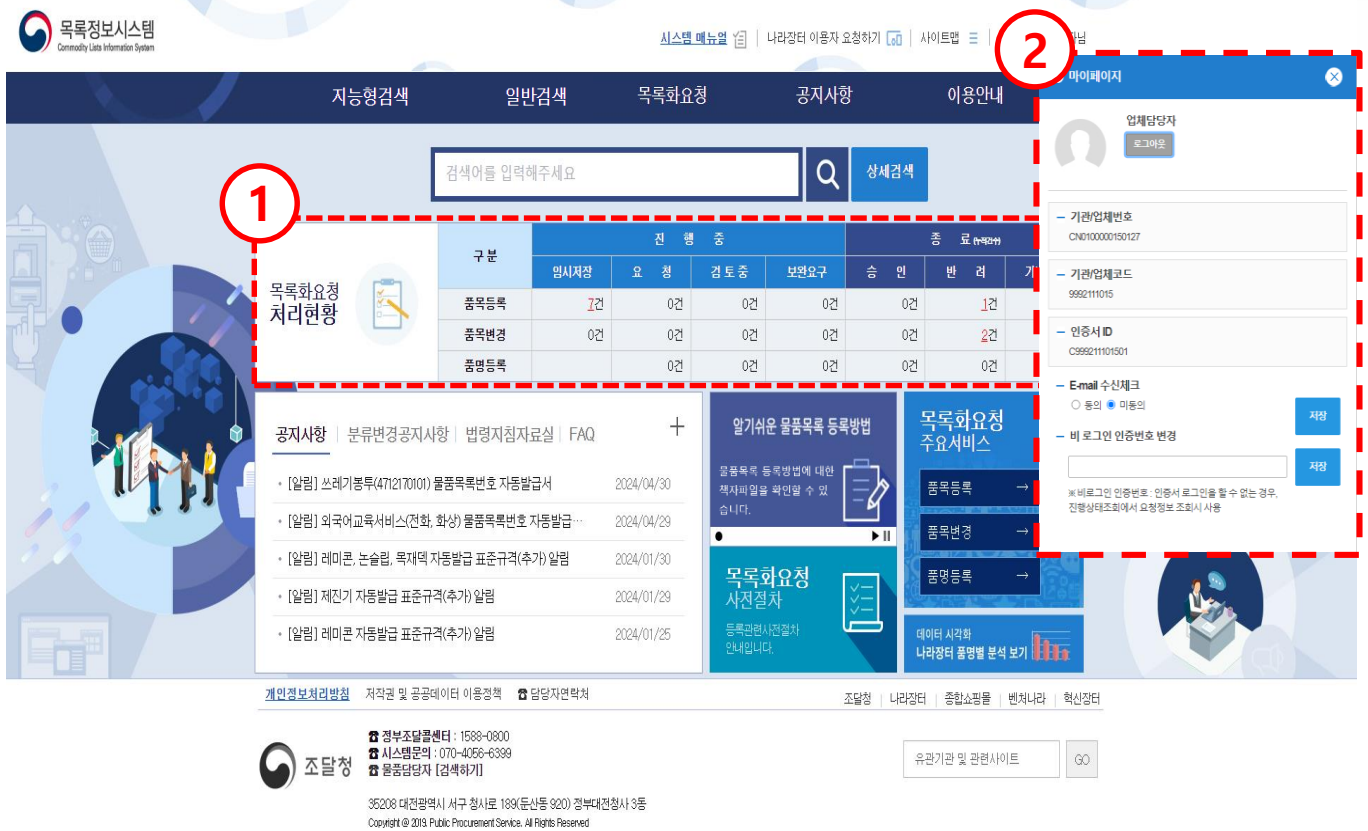 목록정보시스템
Commodity Lists Information System
시스템 매뉴얼
나라장터 이용자 요청하기
사이트맵
님
지능형검색
일반검색
목록화요청
공지사항
이용안내
검색어를 입력해주세요
상세검색
1
목록화요청
처리현황
구 분
진 행 중
종 료 (누적건수)
임시저장
요 청
검 토 중
보완요구
승 인
반 려
기
품목등록 7건 0건 0건 0건 0건 1건
품목변경 0건 0건 0건 0건 0건 2건
품명등록 0건 0건 0건 0건 0건
2
마이페이지
업체담당자
로그아웃
기관/업체번호
CN0100000150127
기관/업체코드
9992111015
인증서 ID
C999211101501
E-mail 수신체크
동의 미동의
저장
비 로그인 인증번호 변경
저장
※ 비로그인 인증번호 : 인증서 로그인을 할 수 없는 경우,
진행상태조회에서 요청정보 조회시 사용
공지사항 | 분류변경공지사항 | 법령지침자료실 | FAQ
[알림] 쓰레기봉투(4712170101) 물품목록번호 자동발급서 2024/04/30
[알림] 외국어교육서비스(전화, 화상) 물품목록번호 자동발급… 2024/04/29
[알림] 레미콘, 논슬립, 목재덱 자동발급 표준규격(추가) 알림 2024/01/30
[알림] 제진기 자동발급 표준규격(추가) 알림 2024/01/29
[알림] 레미콘 자동발급 표준규격(추가) 알림 2024/01/25
알기쉬운 물품목록 등록방법
물품목록 등록방법에 대한
책자파일을 확인할 수 있
습니다.
목록화요청
사전절차
등록관련사전절차
안내입니다.
목록화요청
주요서비스
품목등록 →
품목변경 →
품명등록 →
데이터 시각화
나라장터 품명별 분석 보기
개인정보처리방침
저작권 및 공공데이터 이용정책
☎ 담당자연락처
조달청 | 나라장터 | 종합쇼핑몰 | 벤처나라 | 혁신장터
조달청
☎ 정부조달콜센터 : 1588-0800
☎ 시스템문의 : 070-4056-6399
☎ 물품담당자 [검색하기]
유관기관 및 관련사이트
GO
35208 대전광역시 서구 청사로 189(둔산동 920) 정부대전청사 3동
Copyright @ 2019. Public Procurement Service. All Rights Reserved